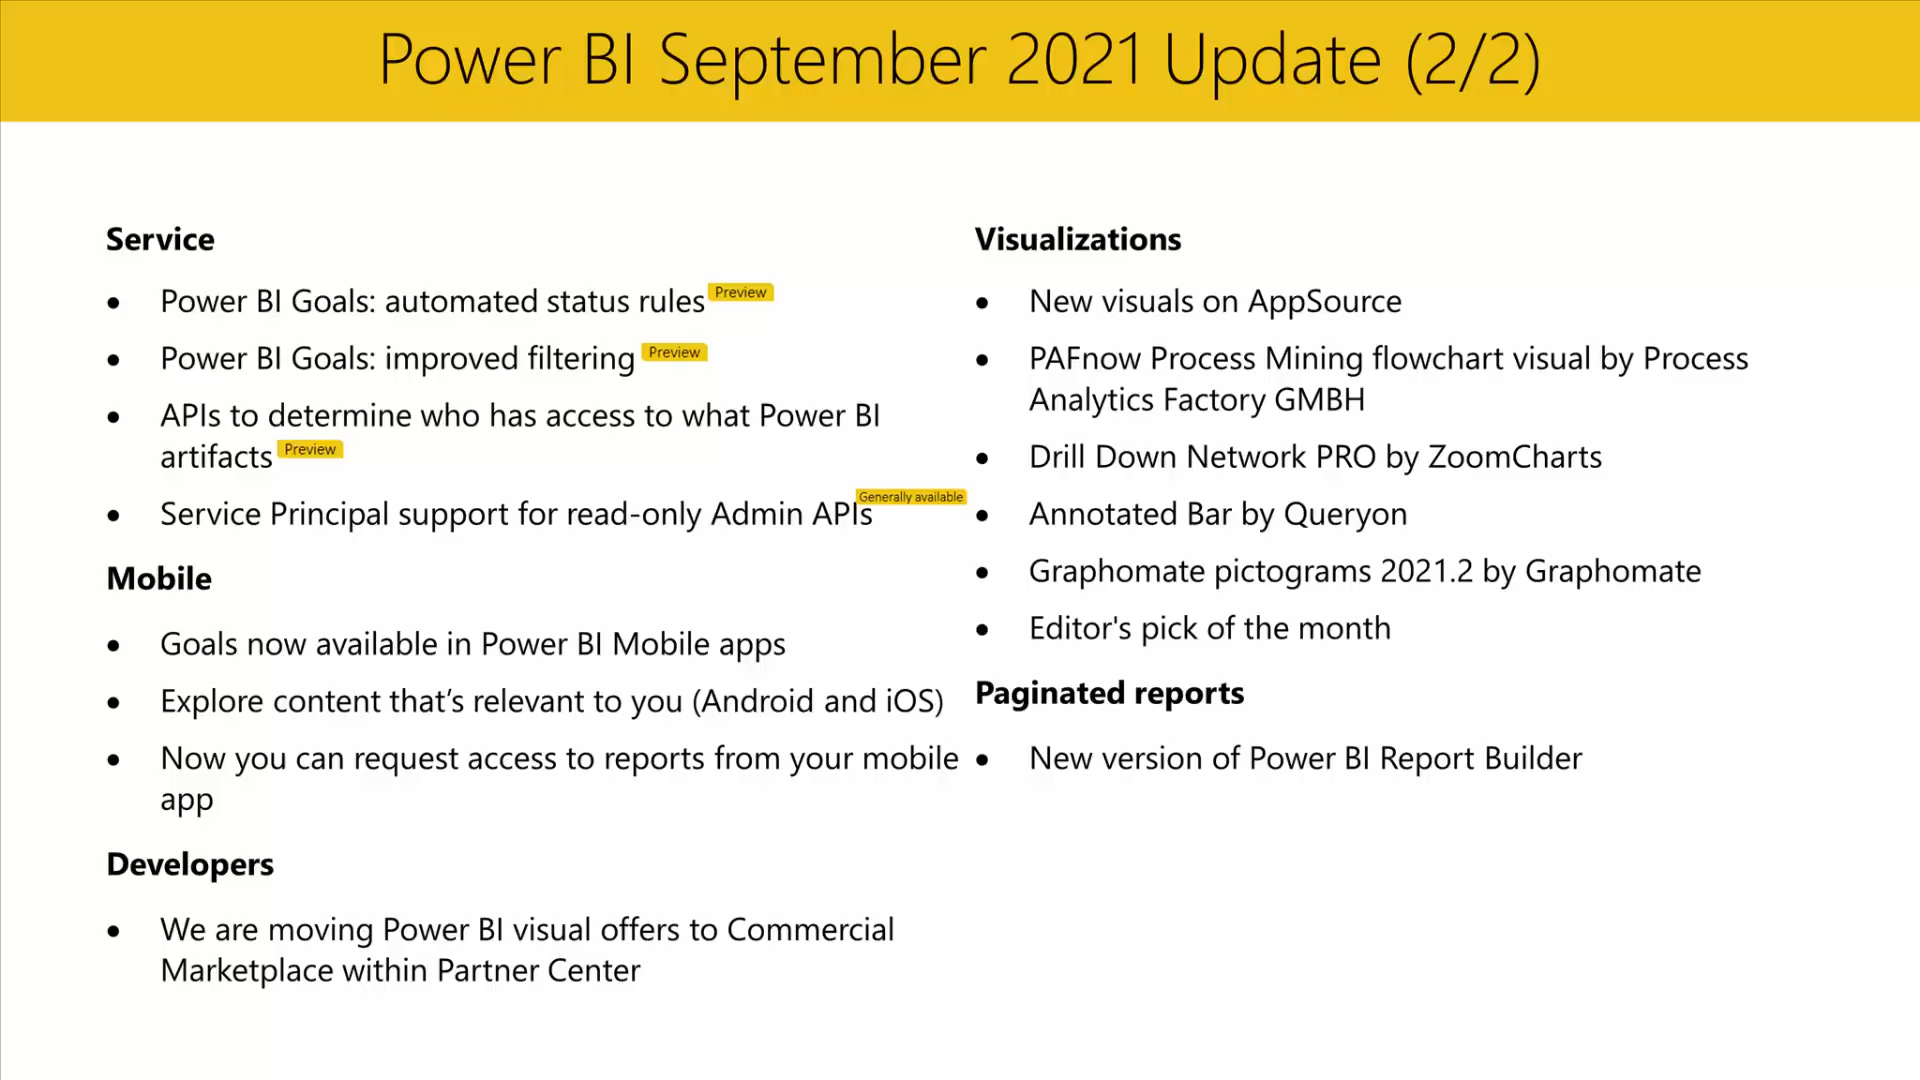 Power BI September 2021 Update (2/2)
Service
• Power BI Goals: automated status rules Preview
• Power BI Goals: improved filtering Preview
• APIs to determine who has access to what Power BI
artifacts Preview
• Service Principal support for read-only Admin APIs Generally available
Mobile
• Goals now available in Power BI Mobile apps
• Explore content that’s relevant to you (Android and iOS)
• Now you can request access to reports from your mobile
app
Developers
• We are moving Power BI visual offers to Commercial
Marketplace within Partner Center
Visualizations
• New visuals on AppSource
• PAFnow Process Mining flowchart visual by Process
Analytics Factory GMBH
• Drill Down Network PRO by ZoomCharts
• Annotated Bar by Queryon
• Graphomate pictograms 2021.2 by Graphomate
• Editor's pick of the month
Paginated reports
• New version of Power BI Report Builder